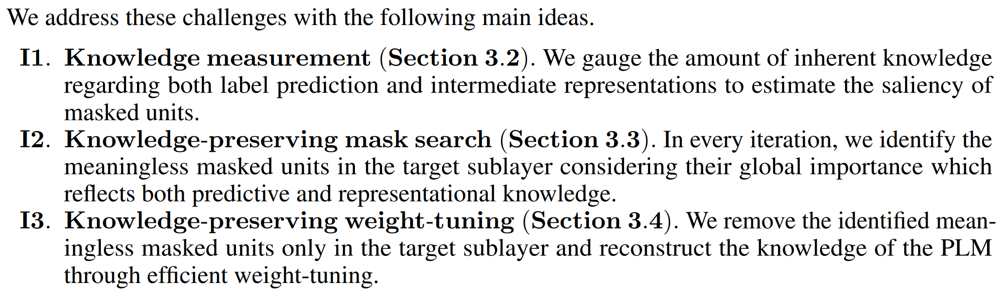 We address these challenges with the following main ideas.
I1. Knowledge measurement (Section 3.2). We gauge the amount of inherent knowledge
regarding both label prediction and intermediate representations to estimate the saliency of
masked units.
I2. Knowledge-preserving mask search (Section 3.3). In every iteration, we identify the
meaningless masked units in the target sublayer considering their global importance which
reflects both predictive and representational knowledge.
I3. Knowledge-preserving weight-tuning (Section 3.4). We remove the identified mean-
ingless masked units only in the target sublayer and reconstruct the knowledge of the PLM
through efficient weight-tuning.